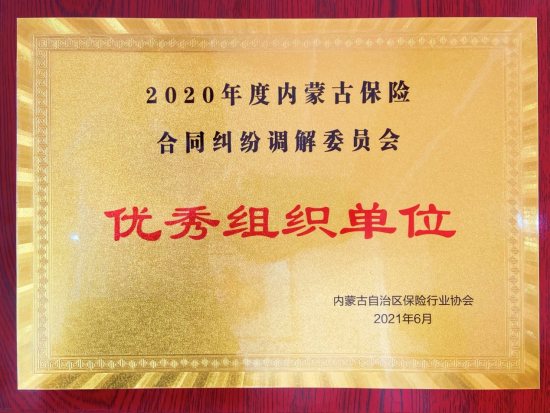 2020年度内蒙古保险
合同纠纷调解委员会
优秀组织单位
内蒙古自治区保险行业协会
2021年6月